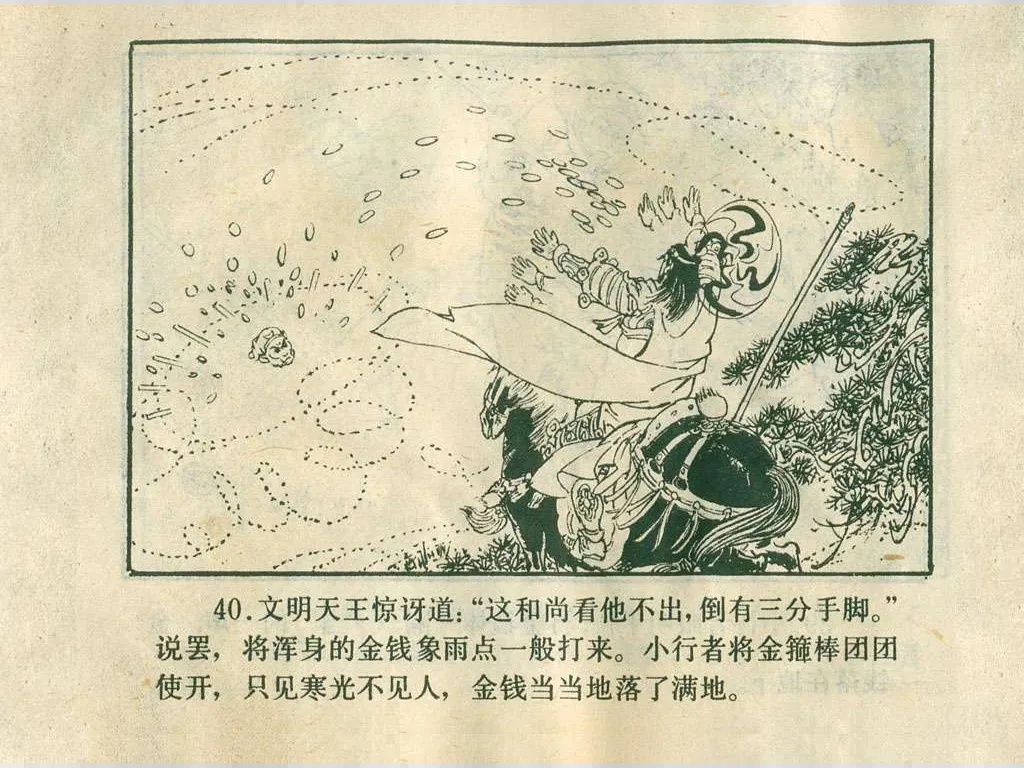 40.文明天王惊讶道:“这和尚看他不出,倒有三分手脚。”
说罢，将浑身的金钱象雨点一般打来。小行者将金箍棒团团
使开，只见寒光不见人，金钱当当地落了满地。